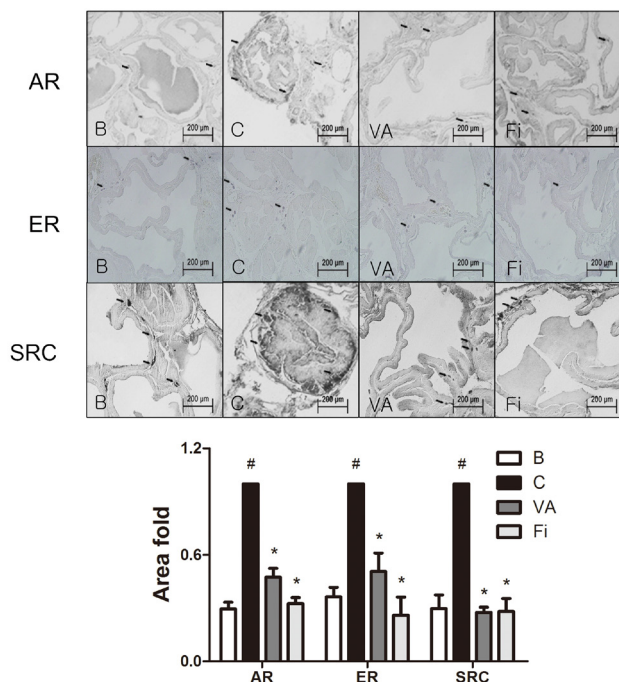 AR
B 200 μm
C 200 μm
VA 200 μm
Fi 200 μm
ER
B 200 μm
C 200 μm
VA 200 μm
Fi 200 μm
SRC
B 200 μm
C 200 μm
VA 200 μm
Fi 200 μm
1.2
# # #
B
C
VA
Fi
Area fold
0.6
* * * * * *
0.0
AR ER SRC